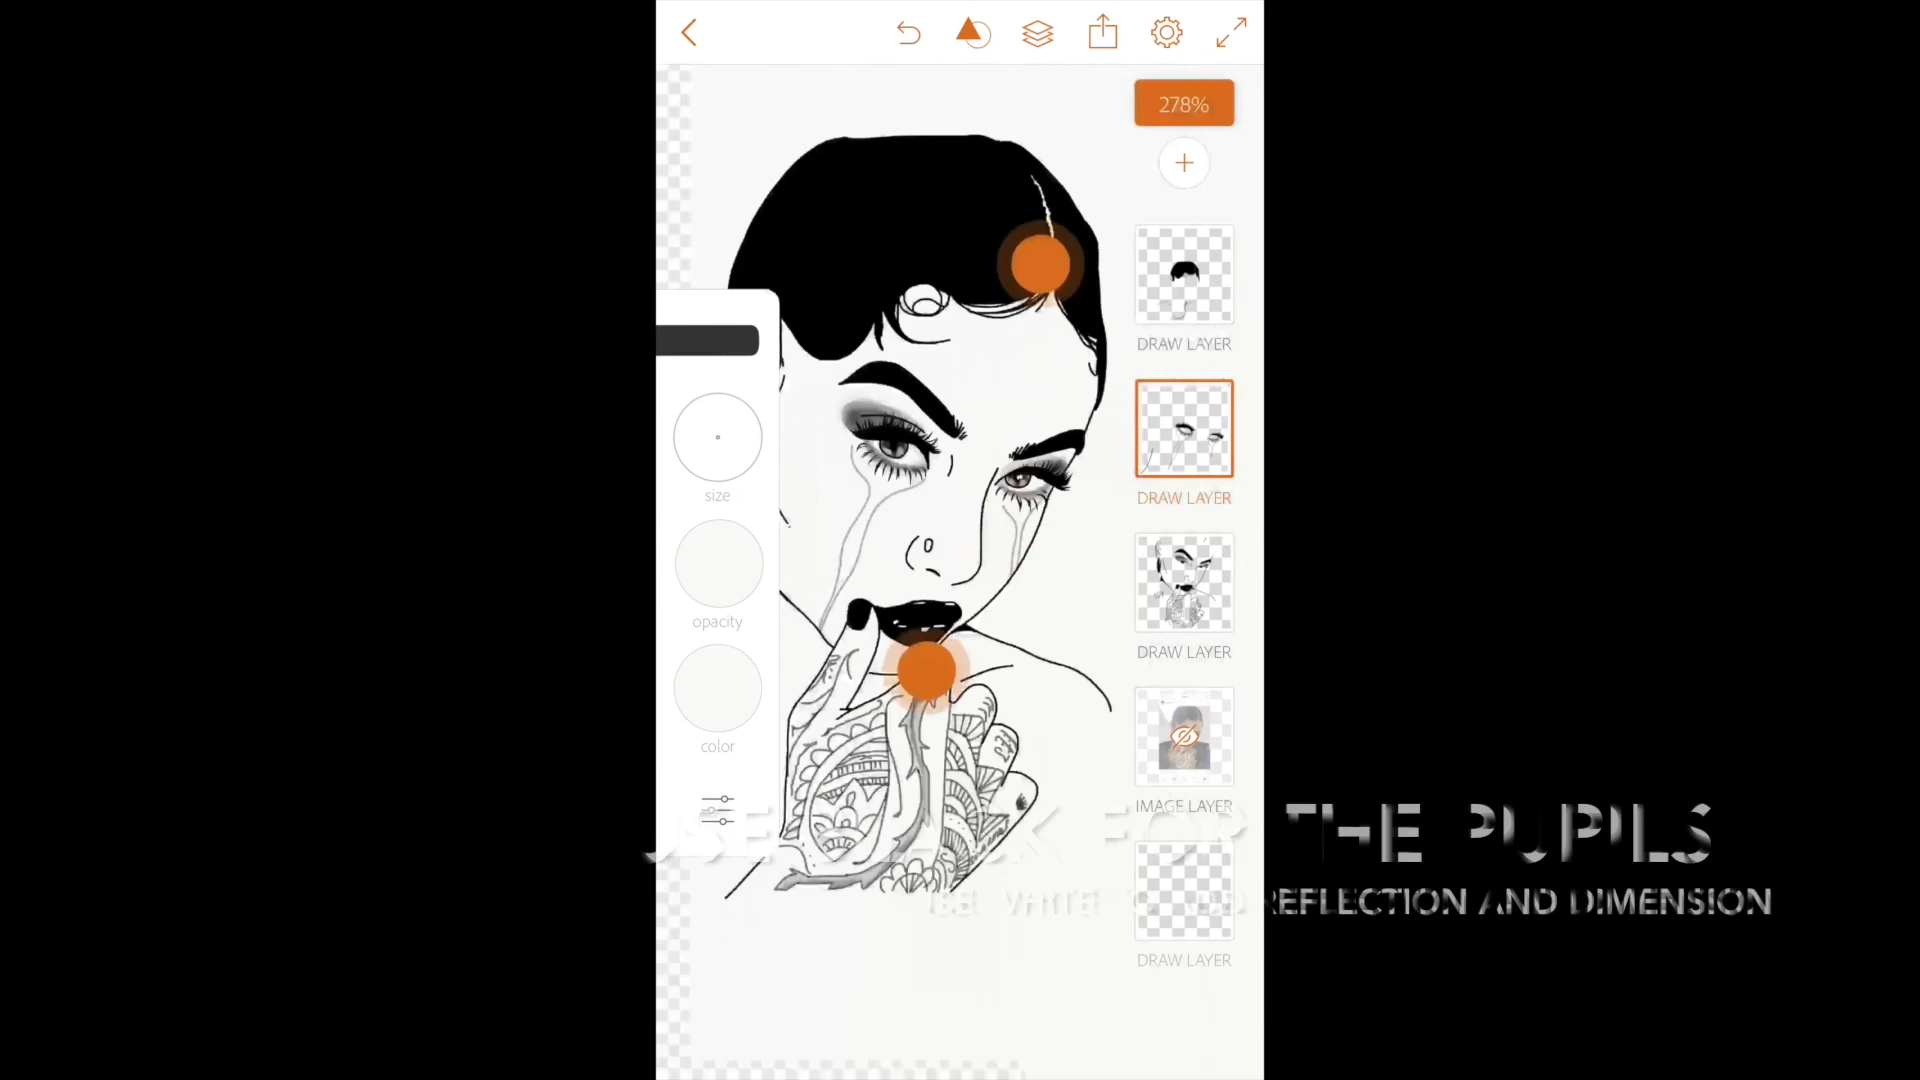 278%
DRAW LAYER
DRAW LAYER
size
opacity
DRAW LAYER
color
IMAGE LAYER
FOR THE PUPILS
REFLECTION AND DIMENSION
DRAW LAYER